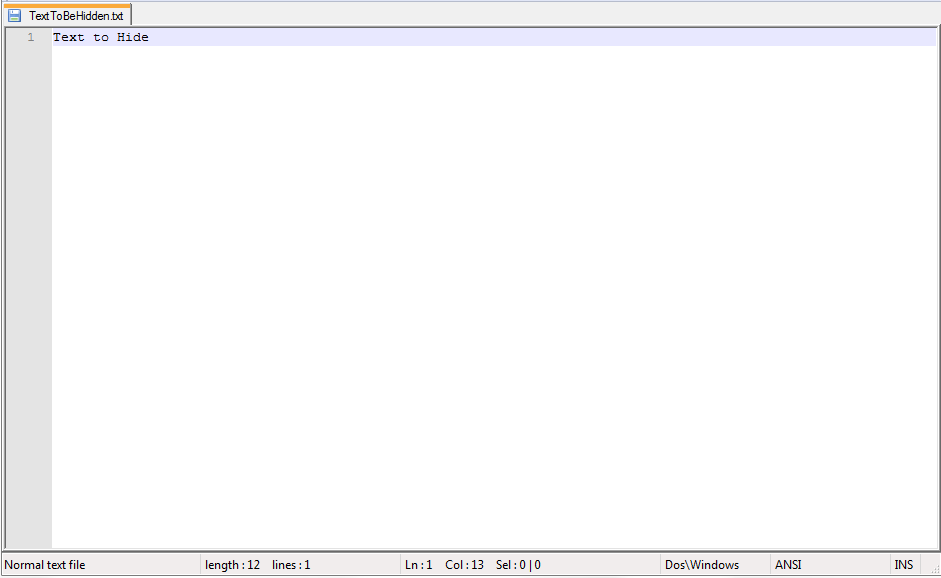 TextToBeHidden.txt
1 Text to Hide
Normal text file length : 12 lines : 1 Ln : 1 Col : 13 Sel : 0 | 0 Dos\Windows ANSI INS